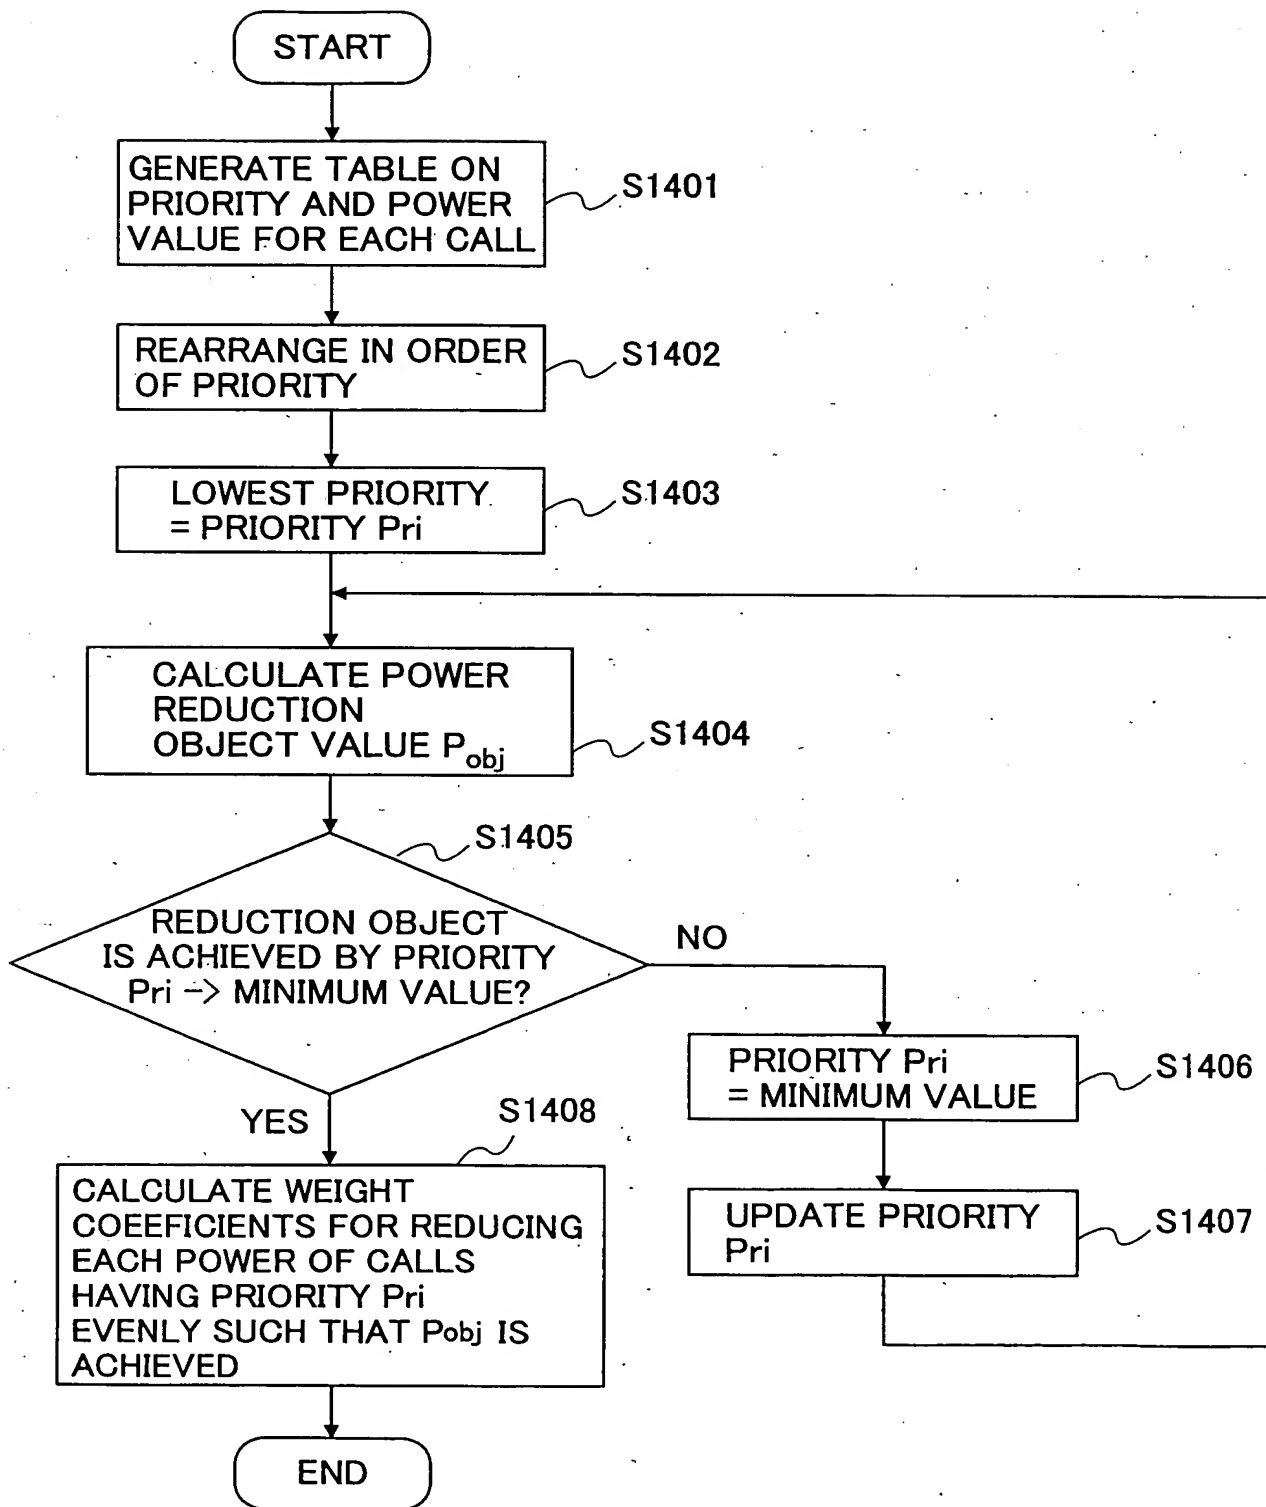 START
GENERATE TABLE ON
PRIORITY AND POWER
VALUE FOR EACH CALL
S1401
REARRANGE IN ORDER
OF PRIORITY
S1402
LOWEST PRIORITY
= PRIORITY Pri
S1403
CALCULATE POWER
REDUCTION
OBJECT VALUE Pobj
S1404
S1405
REDUCTION OBJECT
IS ACHIEVED BY PRIORITY
Pri -> MINIMUM VALUE?
NO
PRIORITY Pri
= MINIMUM VALUE
S1406
UPDATE PRIORITY
Pri
S1407
YES
S1408
CALCULATE WEIGHT
COEEFICIENTS FOR REDUCING
EACH POWER OF CALLS
HAVING PRIORITY Pri
EVENLY SUCH THAT Pobj IS
ACHIEVED
END